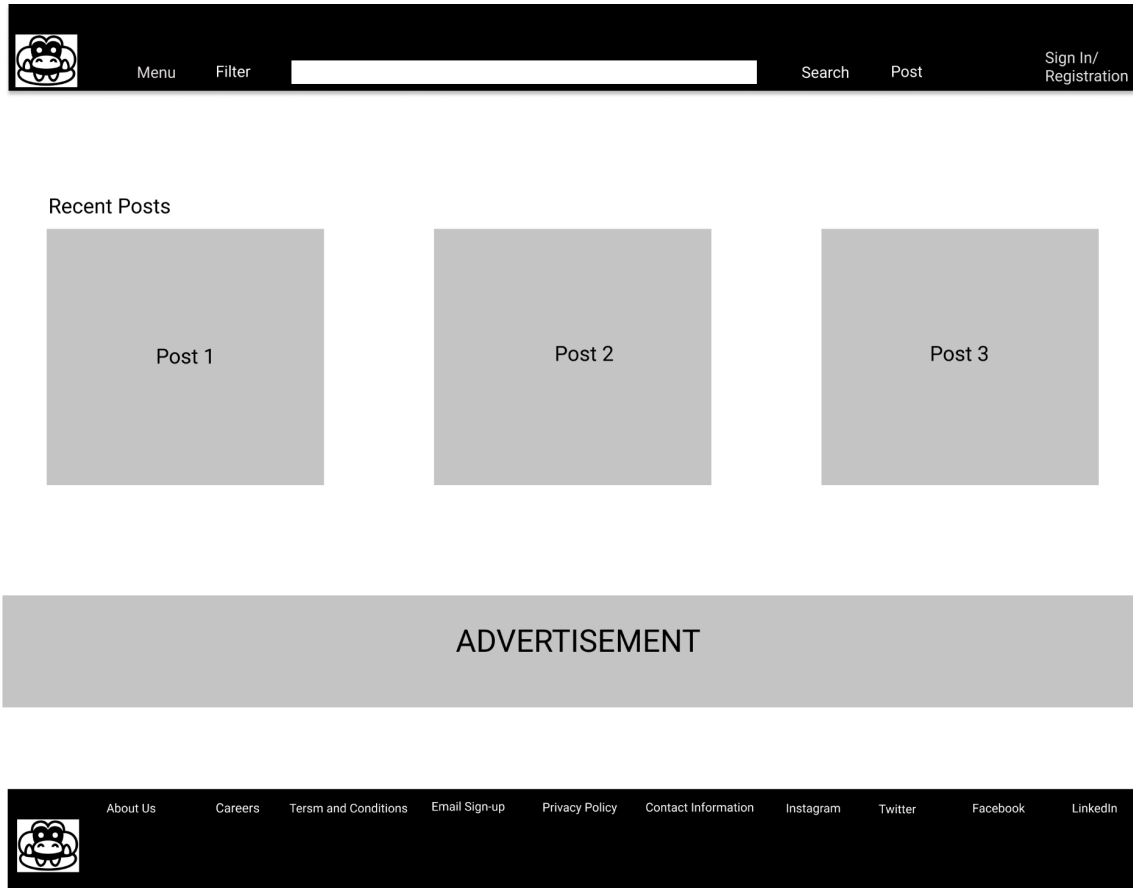 Menu
Filter
Search
Post
Sign In/
Registration
Recent Posts
Post 1
Post 2
Post 3
ADVERTISEMENT
About Us
Careers
Tersm and Conditions
Email Sign-up
Privacy Policy
Contact Information
Instagram
Twitter
Facebook
LinkedIn